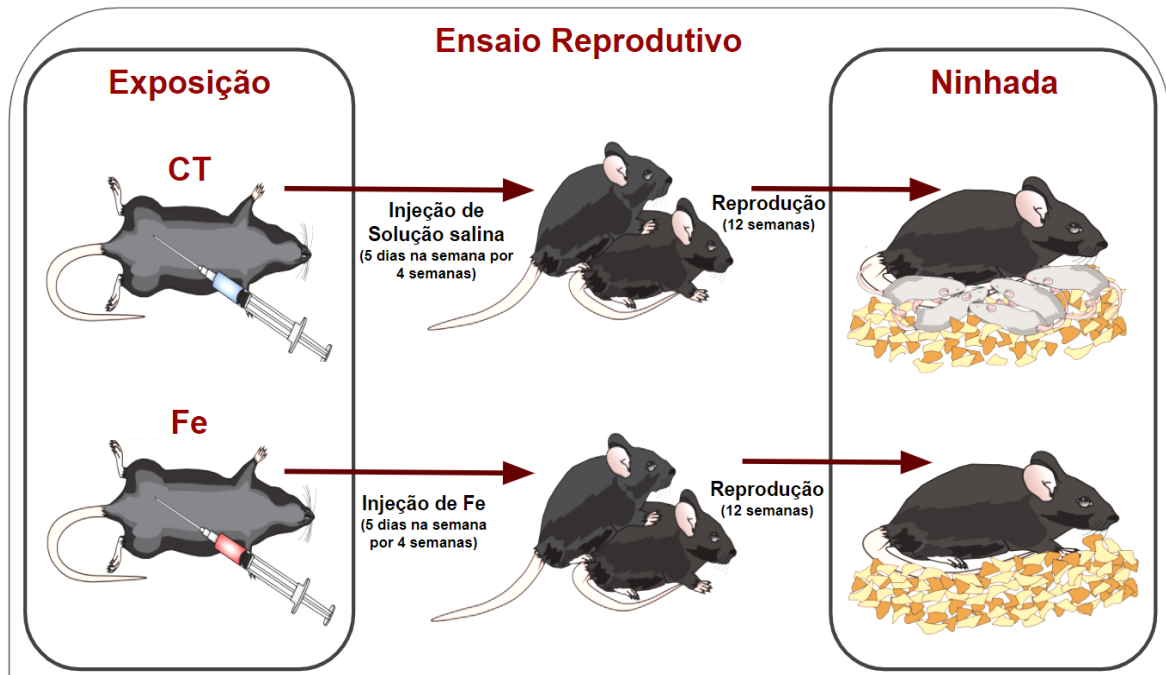 Ensaio Reprodutivo
Exposição
Ninhada
CT
Injeção de
Solução salina
(5 dias na semana por
4 semanas)
Reprodução
(12 semanas)
Fe
Injeção de Fe
(5 dias na semana
por 4 semanas)
Reprodução
(12 semanas)